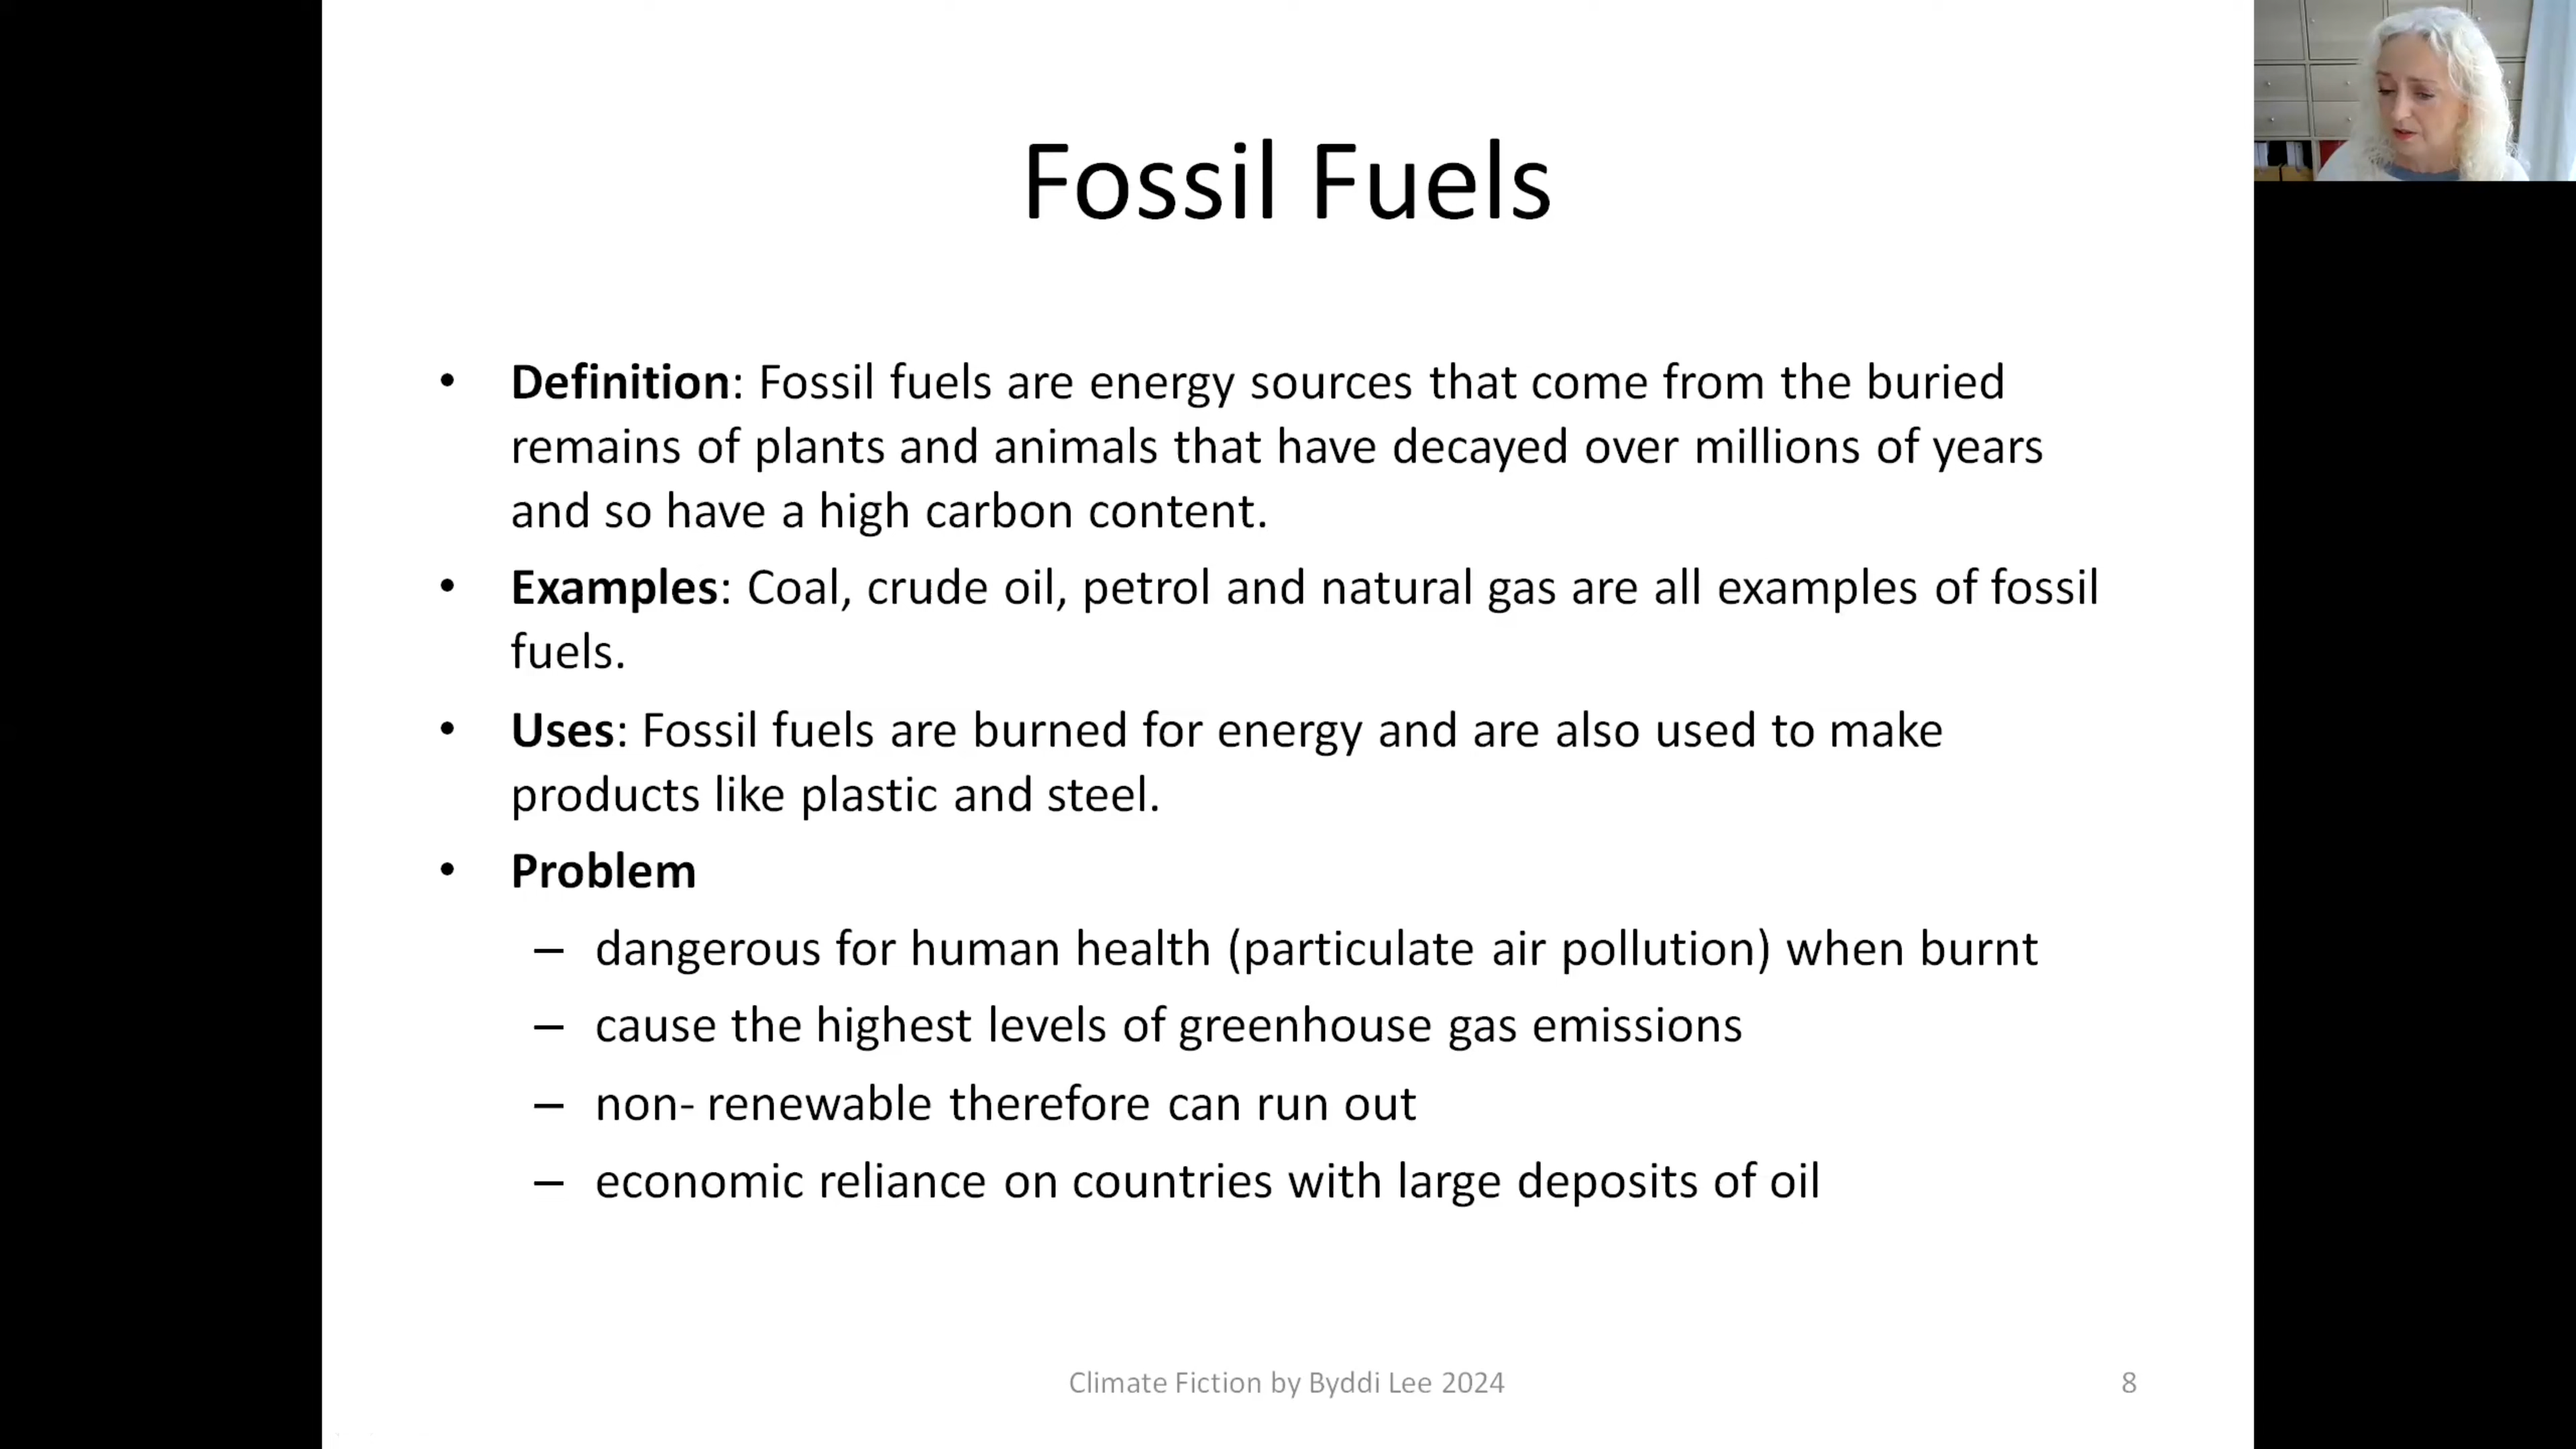 Fossil Fuels
• Definition: Fossil fuels are energy sources that come from the buried
remains of plants and animals that have decayed over millions of years
and so have a high carbon content.
• Examples: Coal, crude oil, petrol and natural gas are all examples of fossil
fuels.
• Uses: Fossil fuels are burned for energy and are also used to make
products like plastic and steel.
• Problem
– dangerous for human health (particulate air pollution) when burnt
– cause the highest levels of greenhouse gas emissions
– non- renewable therefore can run out
– economic reliance on countries with large deposits of oil
Climate Fiction by Byddi Lee 2024
8